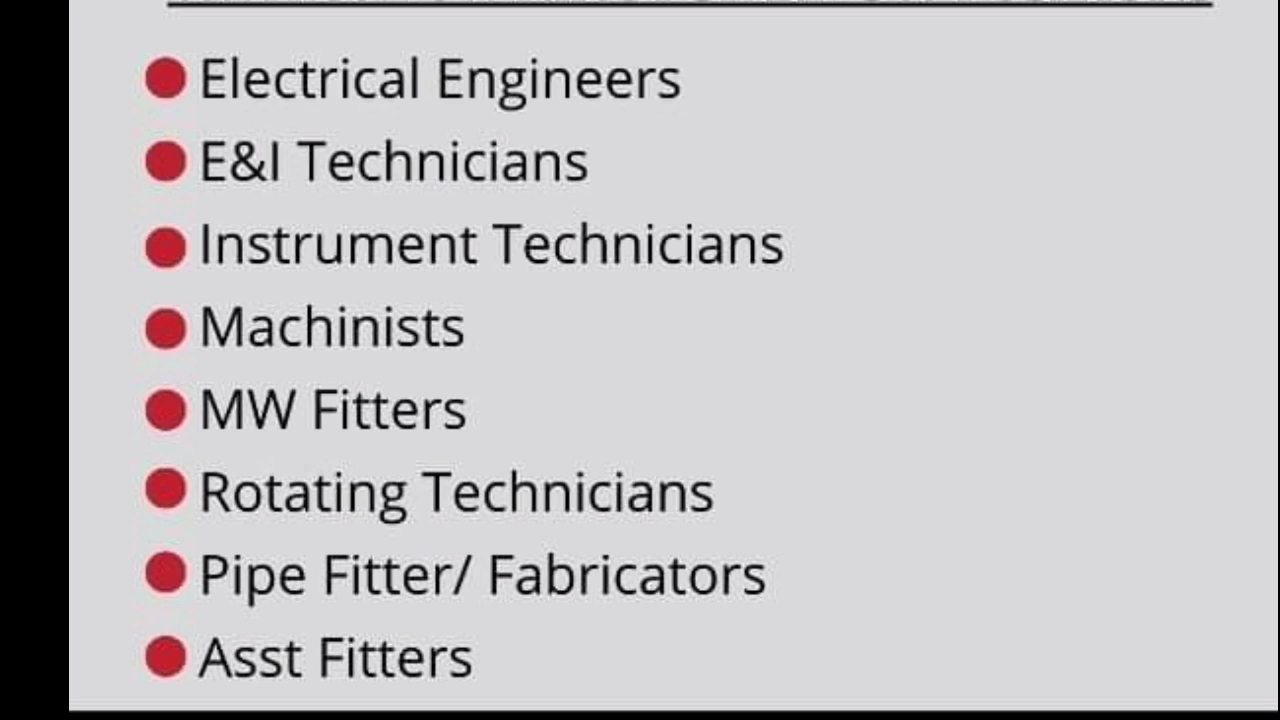 Electrical Engineers
E&I Technicians
Instrument Technicians
Machinists
MW Fitters
Rotating Technicians
Pipe Fitter/ Fabricators
Asst Fitters